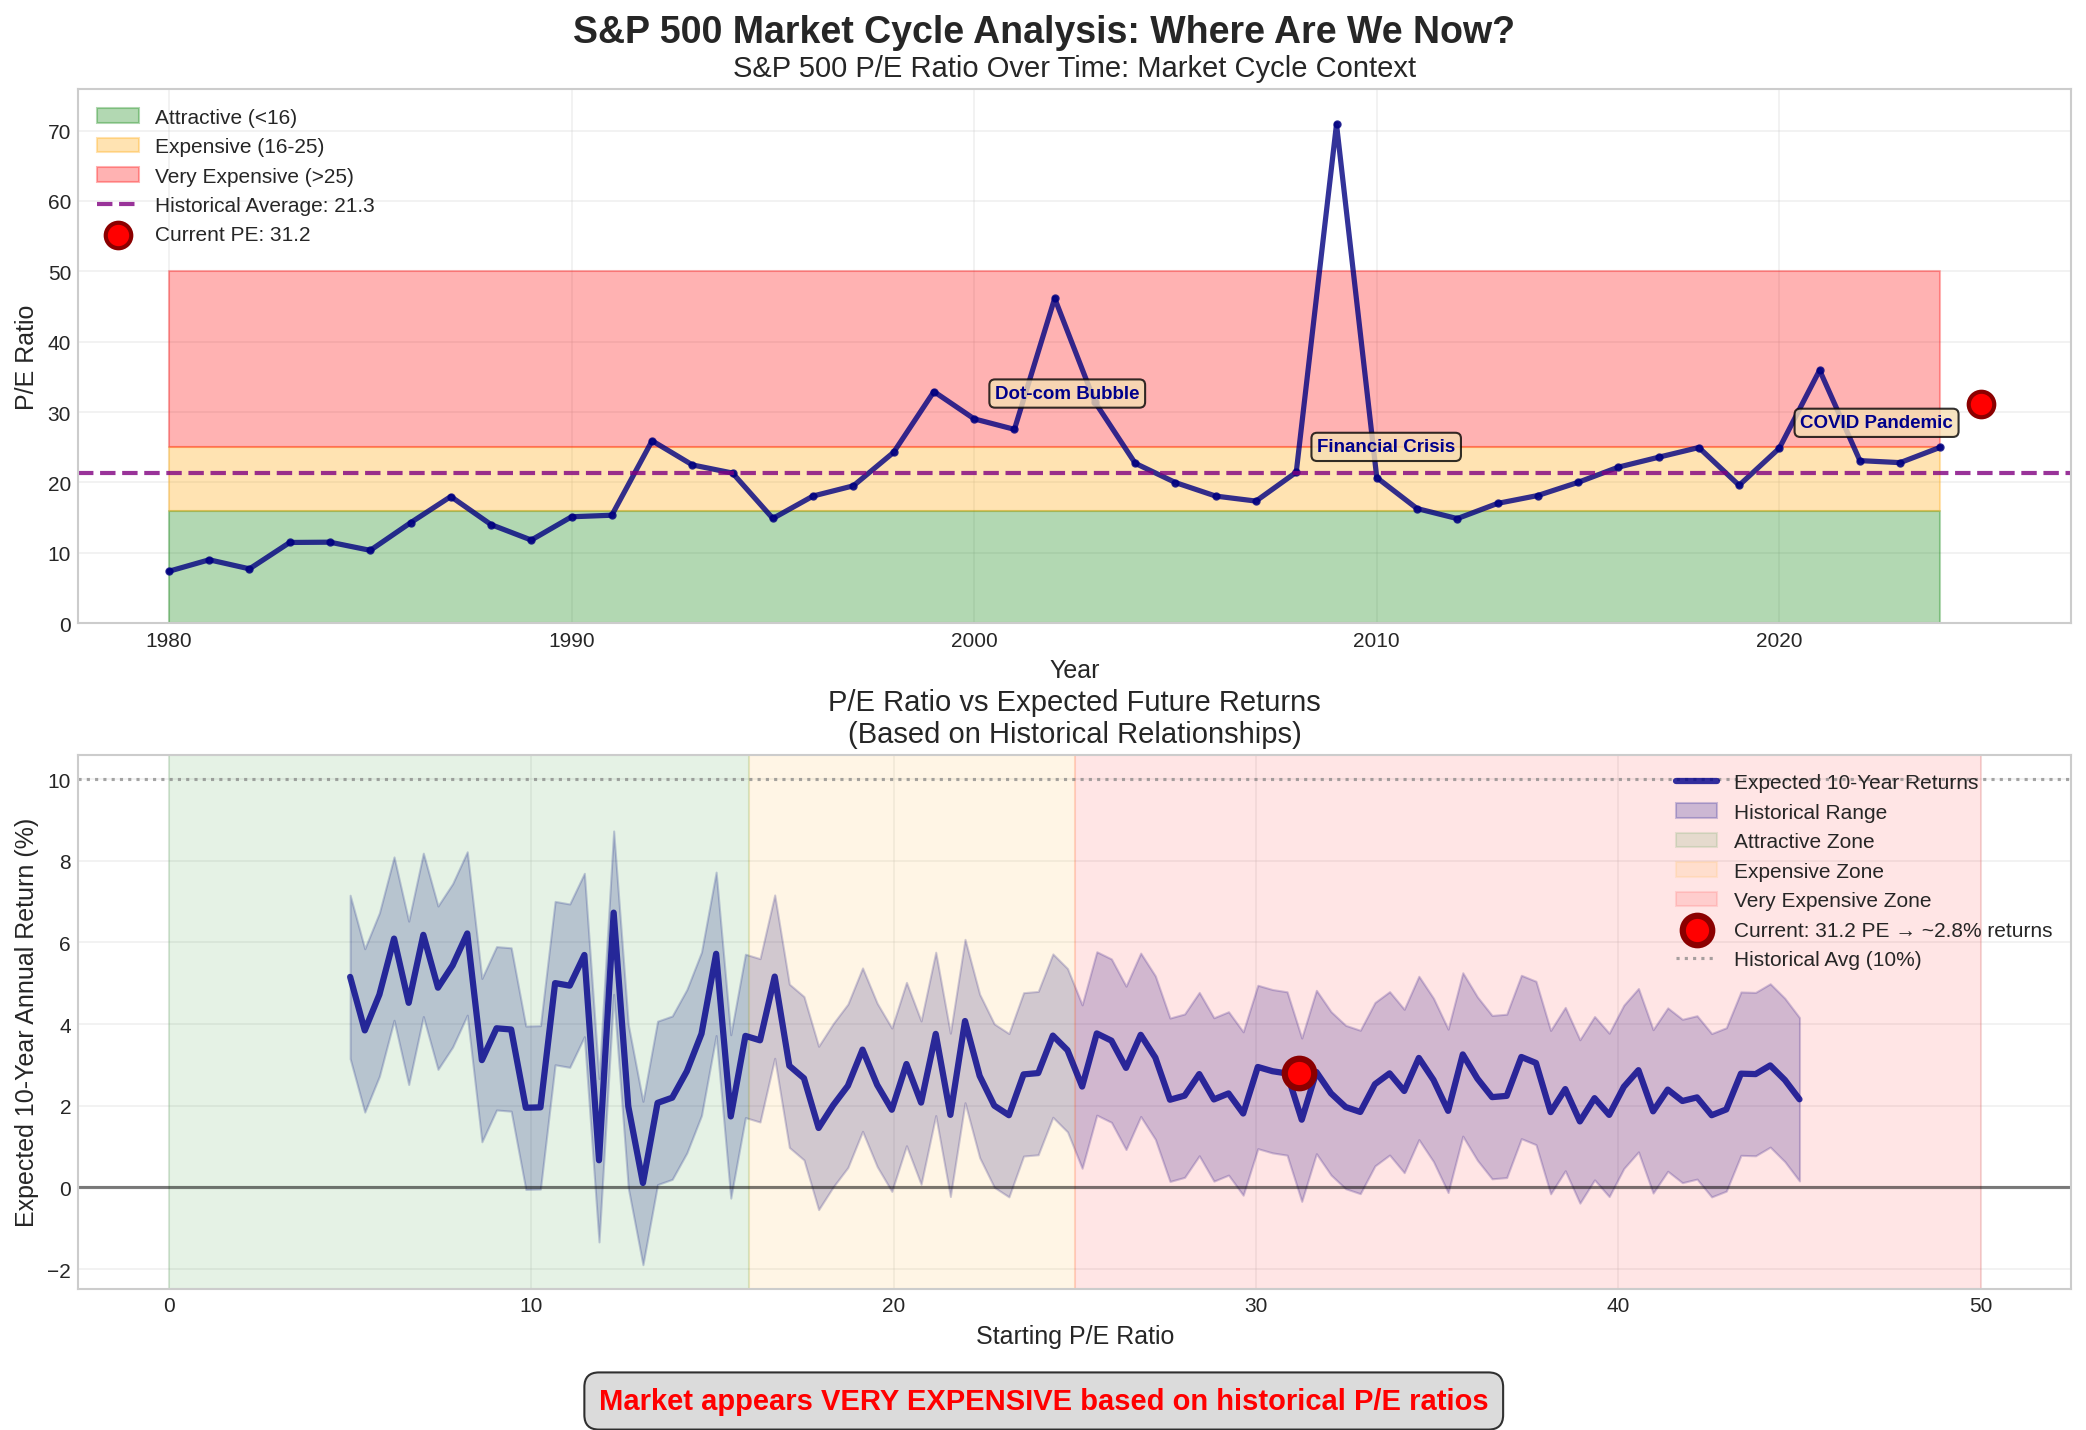 S&P 500 Market Cycle Analysis: Where Are We Now?
S&P 500 P/E Ratio Over Time: Market Cycle Context
Attractive (<16)
Expensive (16-25)
Very Expensive (>25)
Historical Average: 21.3
Current PE: 31.2
P/E Ratio
70
60
50
40
30
20
10
0
Dot-com Bubble
Financial Crisis
COVID Pandemic
1980
1990
2000
2010
2020
Year
P/E Ratio vs Expected Future Returns
(Based on Historical Relationships)
Expected 10-Year Returns
Historical Range
Attractive Zone
Expensive Zone
Very Expensive Zone
Current: 31.2 PE → ~2.8% returns
Historical Avg (10%)
Expected 10-Year Annual Return (%)
10
8
6
4
2
0
−2
0
10
20
30
40
50
Starting P/E Ratio
Market appears VERY EXPENSIVE based on historical P/E ratios